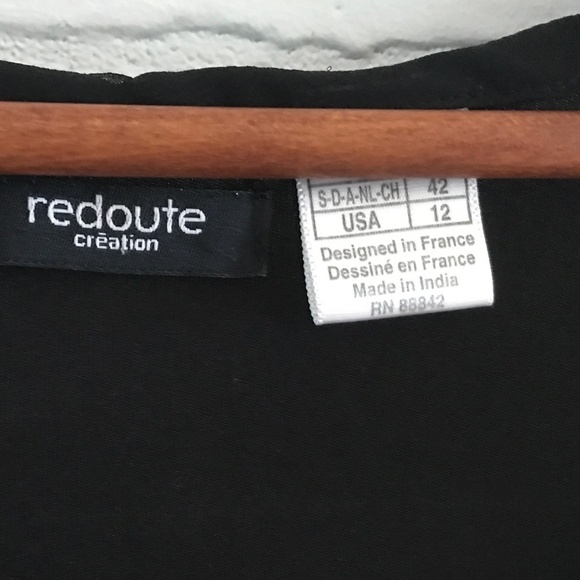 redoute
création
S-D-A-NL-CH 42
USA 12
Designed in France
Dessiné en France
Made in India
RN 88842